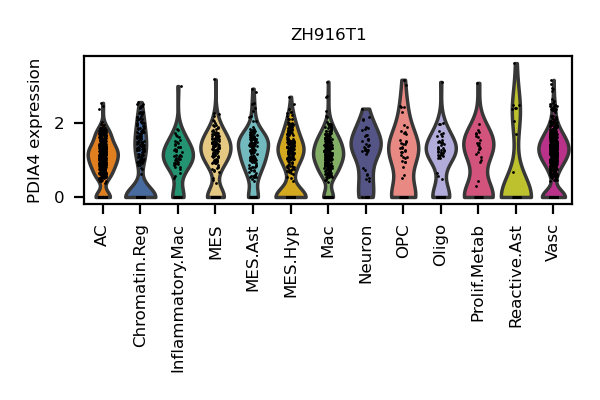 ZH916T1
PDIA4 expression
2
0
AC
Chromatin.Reg
Inflammatory.Mac
MES
MES.Ast
MES.Hyp
Mac
Neuron
OPC
Oligo
Prolif.Metab
Reactive.Ast
Vasc